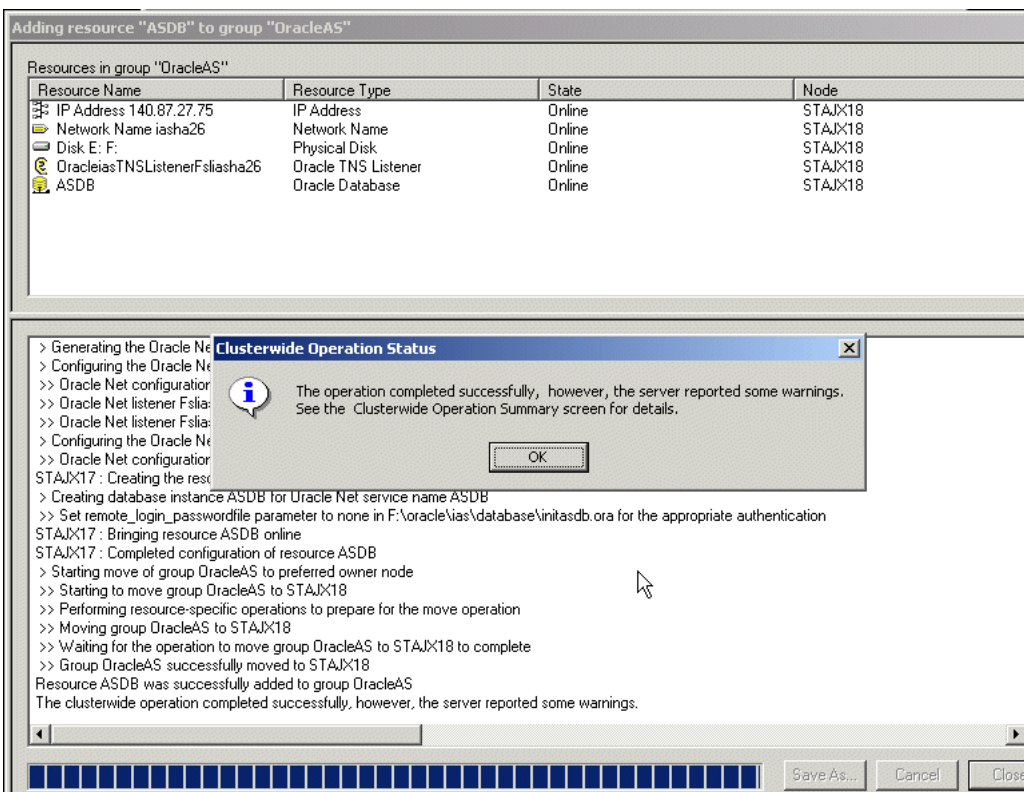 Adding resource "ASDB" to group "OracleAS"
Resources in group "OracleAS"
Resource Name Resource Type State Node
IP Address 140.87.27.75 IP Address Online STAJX18
Network Name iasha26 Network Name Online STAJX18
Disk E: F: Physical Disk Online STAJX18
OracleiasTNSListenerFsliasha26 Oracle TNS Listener Online STAJX18
ASDB Oracle Database Online STAJX18
> Generating the Oracle Ne
Clusterwide Operation Status
> Configuring the Oracle Ne
>> Oracle Net configuration
The operation completed successfully, however, the server reported some warnings.
>> Oracle Net listener Fslia
See the Clusterwide Operation Summary screen for details.
>> Oracle Net listener Fslia
> Configuring the Oracle Ne
>> Oracle Net configuration
OK
STAJX17 : Creating the reso
> Creating database instance ASDB for Oracle Net service name ASDB
>> Set remote_login_passwordfile parameter to none in F:\oracle\ias\database\initasdb.ora for the appropriate authentication
STAJX17 : Bringing resource ASDB online
STAJX17 : Completed configuration of resource ASDB
> Starting move of group OracleAS to preferred owner node
>> Starting to move group OracleAS to STAJX18
>> Performing resource-specific operations to prepare for the move operation
>> Moving group OracleAS to STAJX18
>> Waiting for the operation to move group OracleAS to STAJX18 to complete
>> Group OracleAS successfully moved to STAJX18
Resource ASDB was successfully added to group OracleAS
The clusterwide operation completed successfully, however, the server reported some warnings.
Save As... Cancel Close